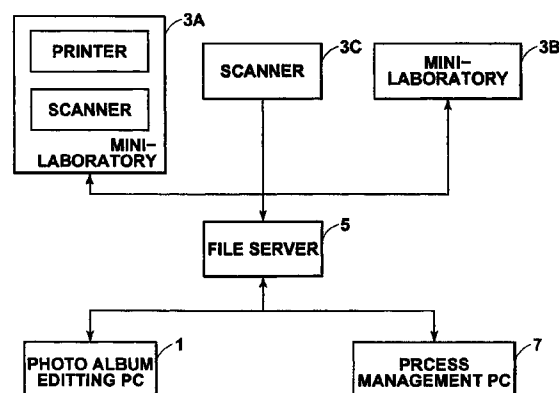 3A
PRINTER
SCANNER
MINI-
LABORATORY
3C
SCANNER
3B
MINI-
LABORATORY
5
FILE SERVER
1
PHOTO ALBUM
EDITTING PC
7
PRCESS
MANAGEMENT PC